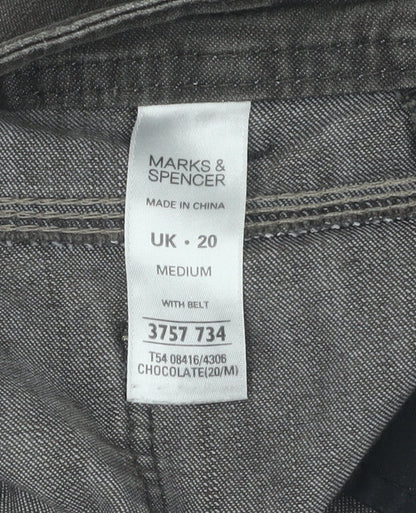 MARKS &
SPENCER
MADE IN CHINA
UK • 20
MEDIUM
WITH BELT
3757 734
T54 08416/4306
CHOCOLATE(20/M)